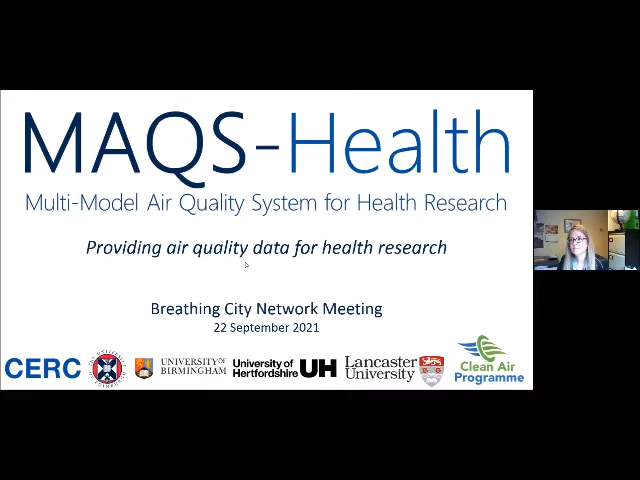 MAQS-Health
Multi-Model Air Quality System for Health Research
Providing air quality data for health research
Breathing City Network Meeting
22 September 2021
CERC
UNIVERSITY OF
BIRMINGHAM
University of
Hertfordshire UH
Lancaster
University
Clean Air
Programme